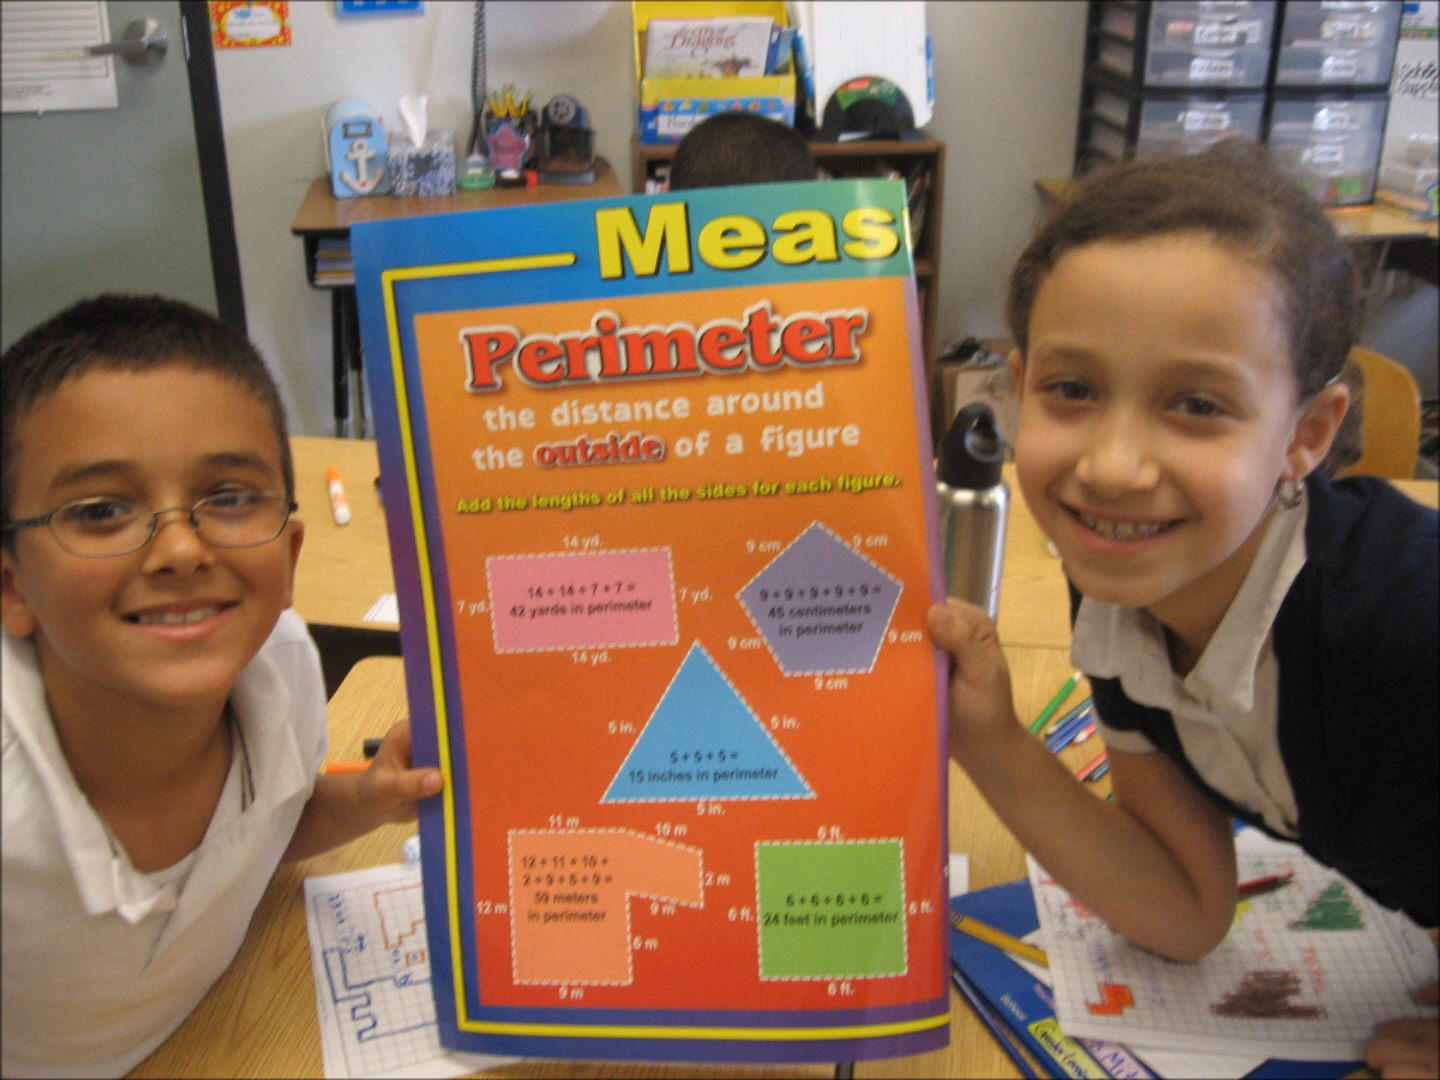 Meas
Perimeter
the distance around
the outside of a figure
Add the lengths of all the sides for each figure.
14 yd.
7 yd.
14 + 14 + 7 + 7 =
42 yards in perimeter
7 yd.
14 yd.
9 cm
9 cm
9 + 9 + 9 + 9 + 9 =
45 centimeters
in perimeter
9 cm
9 cm
9 cm
5 in.
5 in.
5 + 5 + 5 =
15 inches in perimeter
5 in.
11 m
10 m
12 + 11 + 10 +
2 + 9 + 6 + 9 =
59 meters
in perimeter
2 m
12 m
9 m
6 m
9 m
6 ft.
6 + 6 + 6 + 6 =
24 feet in perimeter
6 ft.
6 ft.
6 ft.